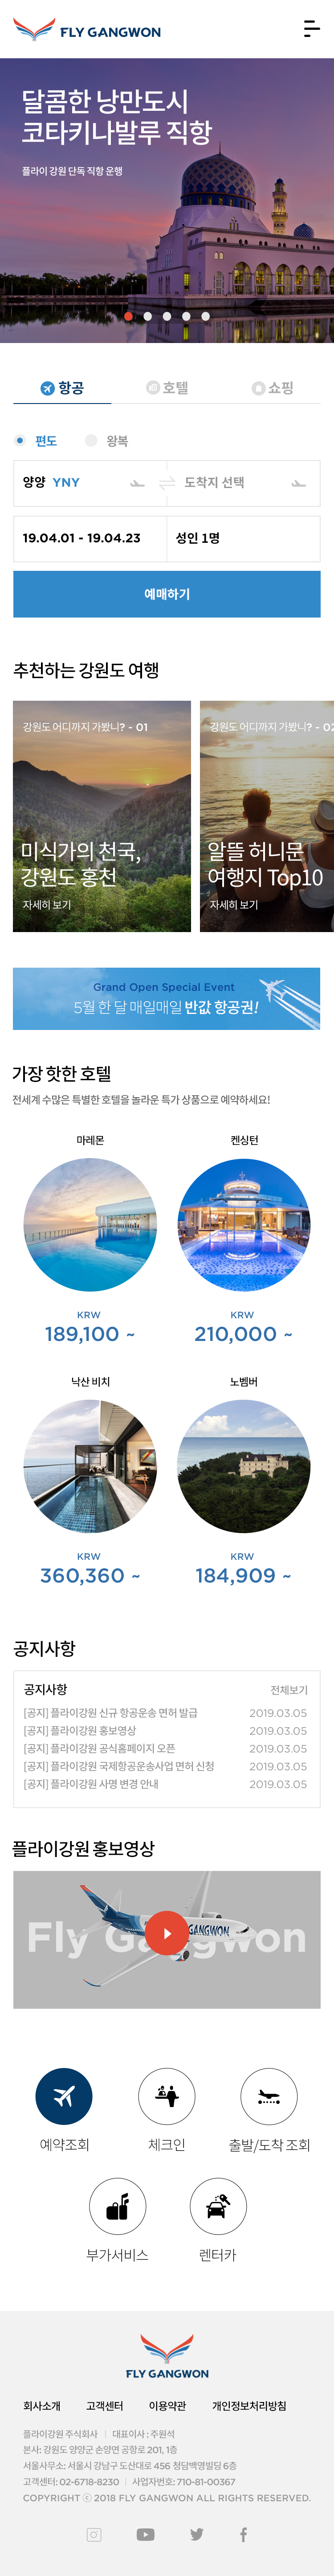 FLY GANGWON
달콤한 낭만도시
코타키나발루 직항
플라이 강원 단독 직항 운행
항공 호텔 쇼핑
편도 왕복
양양 YNY 도착지 선택
19.04.01 - 19.04.23 성인 1명
예매하기
추천하는 강원도 여행
강원도 어디까지 가봤니? - 01
미식가의 천국,
강원도 홍천
자세히 보기
강원도 어디까지 가봤니? - 02
알뜰 허니문
여행지 Top10
자세히 보기
Grand Open Special Event
5월 한 달 매일매일 반값 항공권!
가장 핫한 호텔
전세계 수많은 특별한 호텔을 놀라운 특가 상품으로 예약하세요!
마레몬 켄싱턴
KRW KRW
189,100 ~ 210,000 ~
낙산 비치 노벰버
KRW KRW
360,360 ~ 184,909 ~
공지사항
공지사항 전체보기
[공지] 플라이강원 신규 항공운송 면허 발급 2019.03.05
[공지] 플라이강원 홍보영상 2019.03.05
[공지] 플라이강원 공식홈페이지 오픈 2019.03.05
[공지] 플라이강원 국제항공운송사업 면허 신청 2019.03.05
[공지] 플라이강원 사명 변경 안내 2019.03.05
플라이강원 홍보영상
Fly Gangwon
GANGWON
예약조회 체크인 출발/도착 조회
부가서비스 렌터카
FLY GANGWON
회사소개 고객센터 이용약관 개인정보처리방침
플라이강원 주식회사 | 대표이사 : 주원석
본사: 강원도 양양군 손양면 공항로 201, 1층
서울사무소: 서울시 강남구 도산대로 456 청담백영빌딩 6층
고객센터: 02-6718-8230 | 사업자번호: 710-81-00367
COPYRIGHT ⓒ 2018 FLY GANGWON ALL RIGHTS RESERVED.